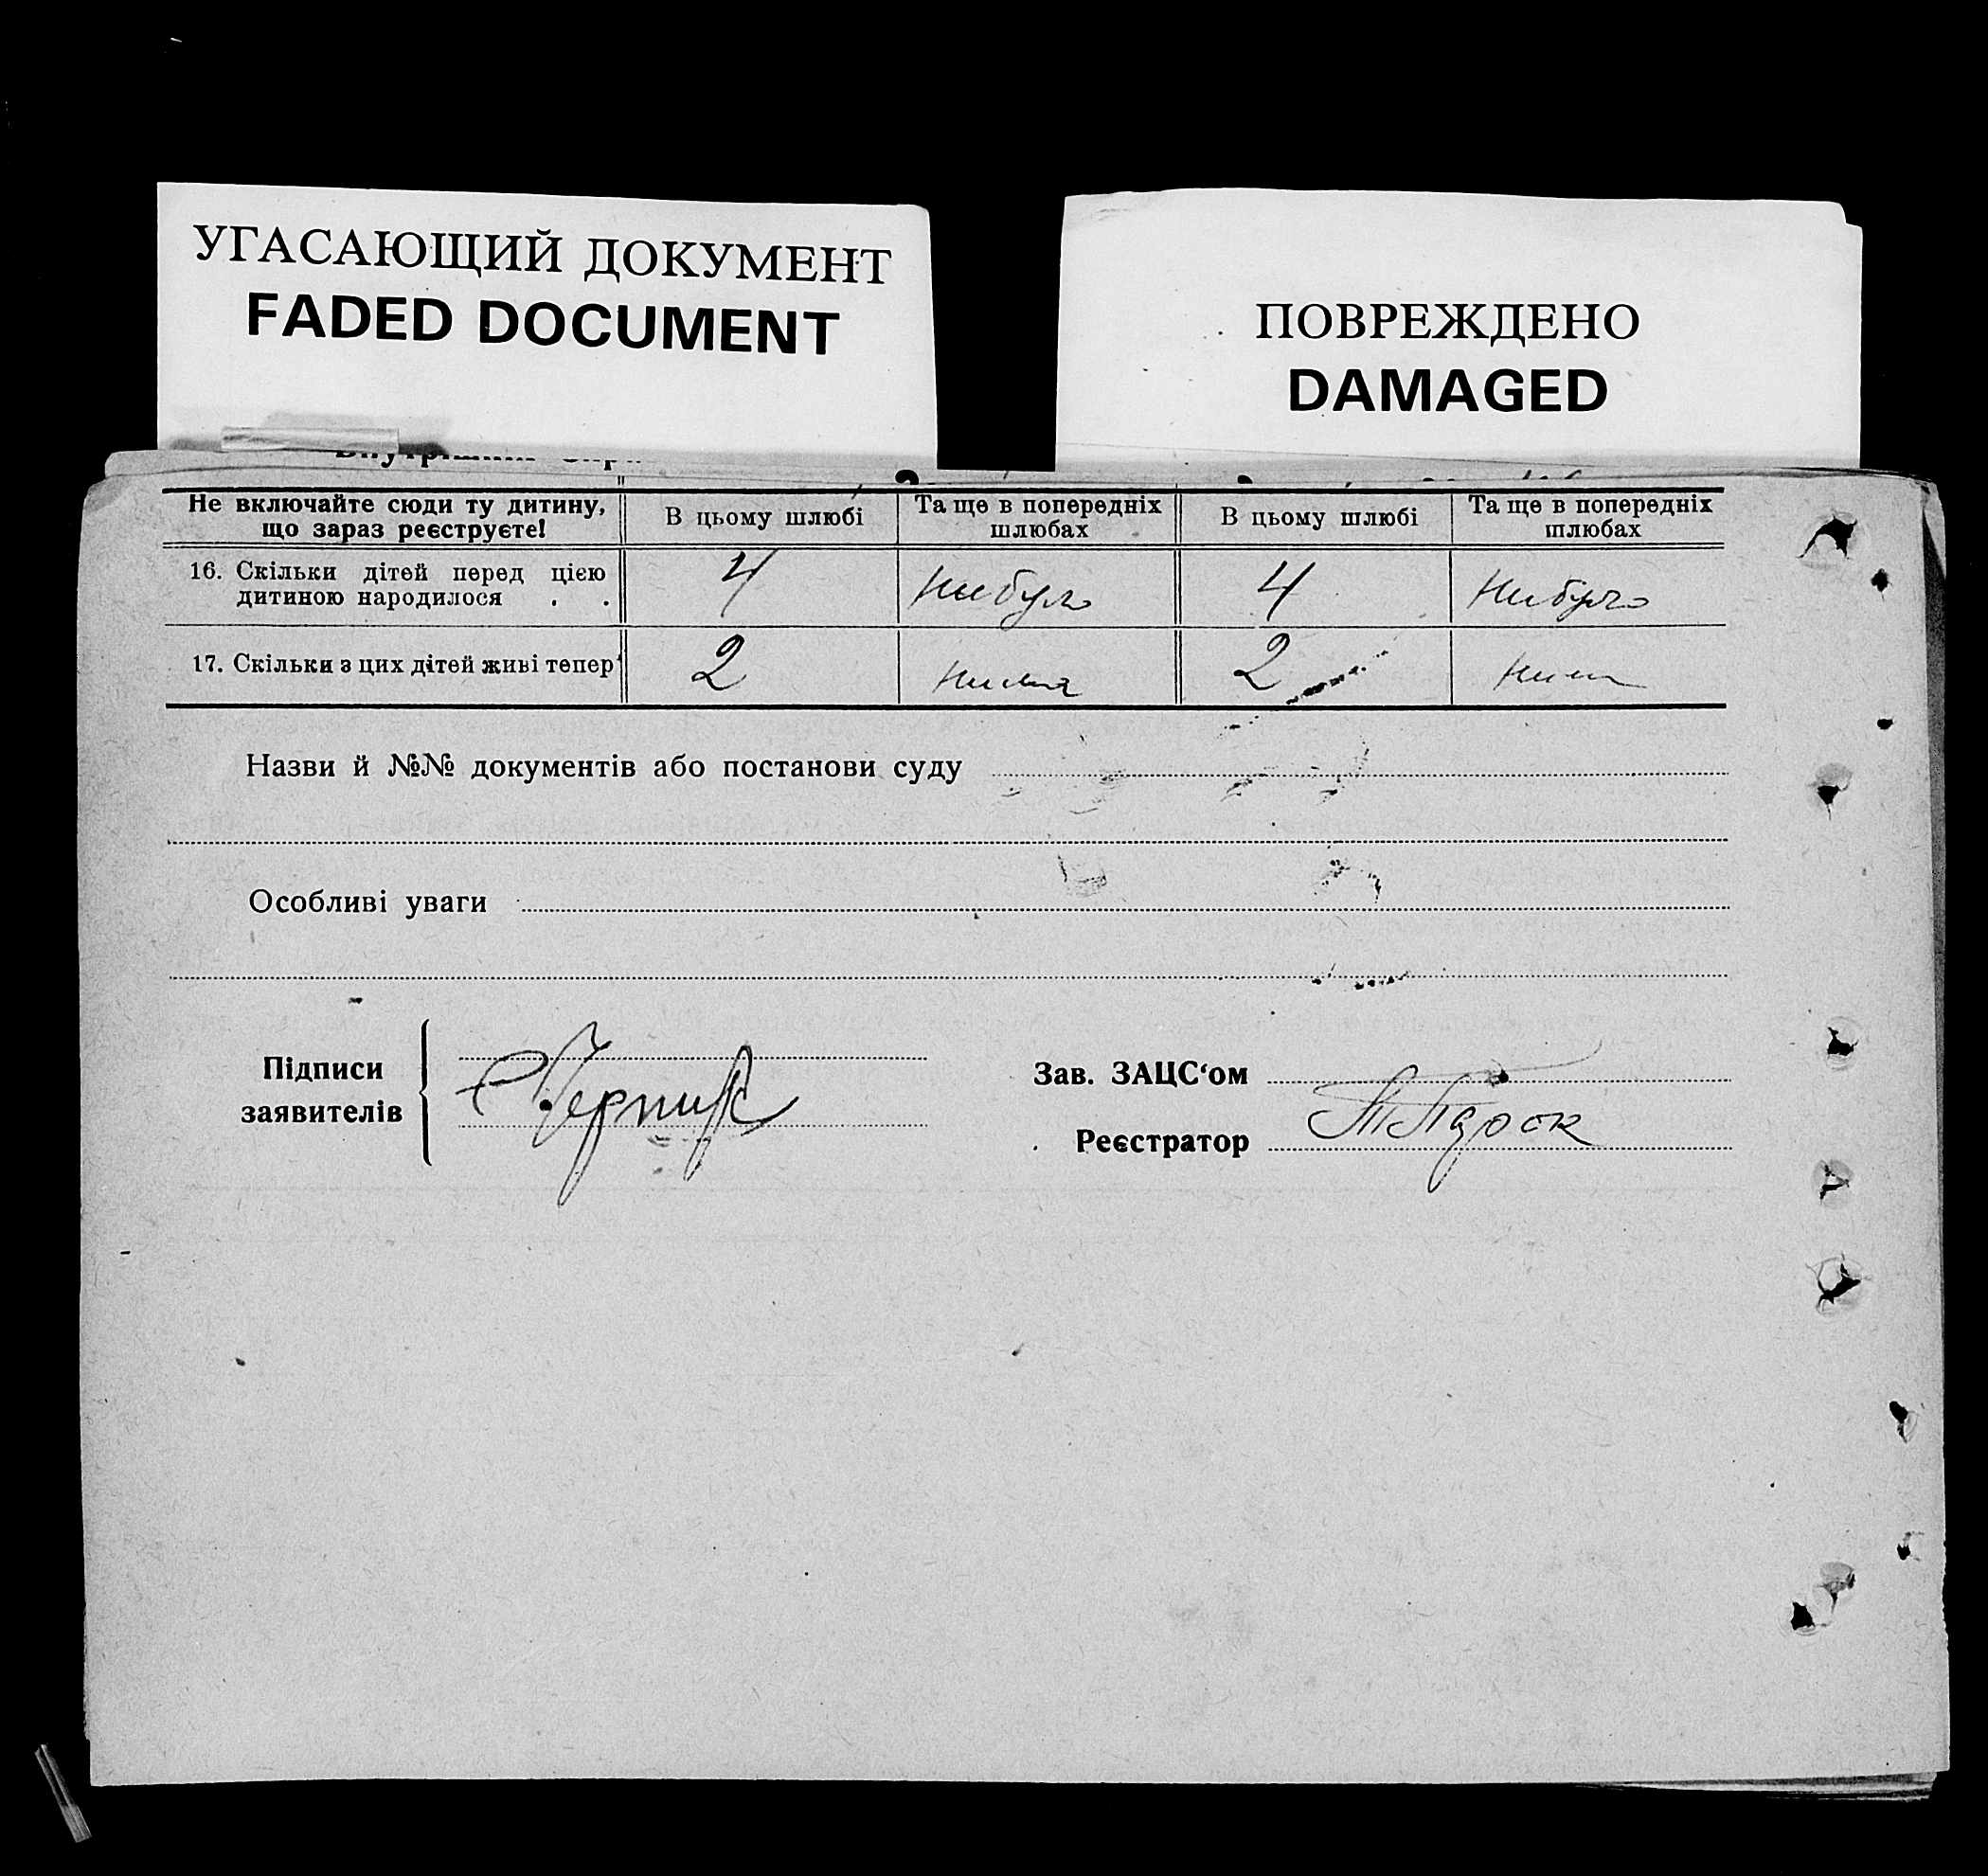 УГАСАЮЩИЙ ДОКУМЕНТ
FADED DOCUMENT
ПОВРЕЖДЕНО
DAMAGED
Не включайте сюди ту дитину, що зараз реєструєте!
В цьому шлюбі
Та ще в попередніх шлюбах
В цьому шлюбі
Та ще в попередніх шлюбах
16. Скільки дітей перед цією дитиною народилося . .
4
Небуло
4
Небуло
17. Скільки з цих дітей живі тепер
2
Нима
2
Назви й №№ документів або постанови суду
Особливі уваги
Підписи заявителів
Зав. ЗАЦС‘ом
Реєстратор